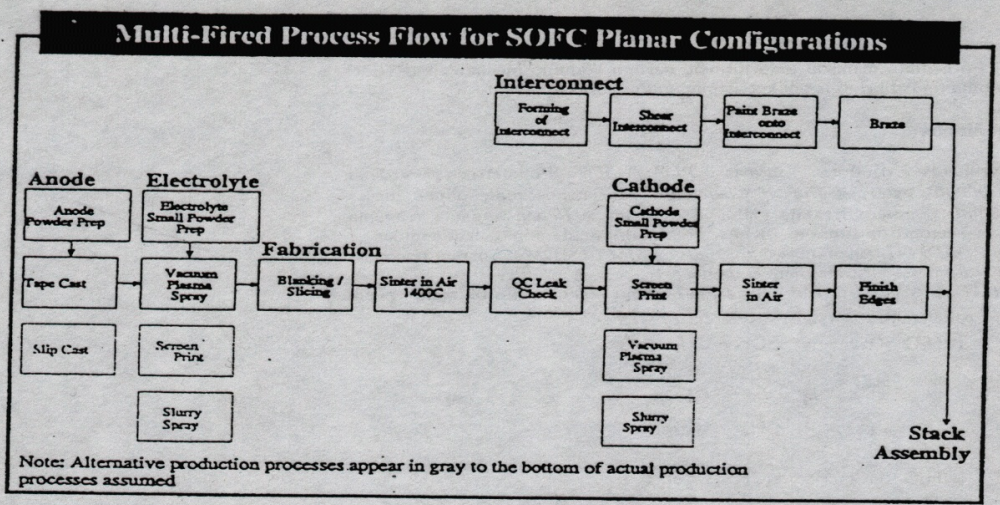 Multi-Fired Process Flow for SOFC Planar Configurations
Interconnect
Forming
of
Interconnect
Shear
Interconnect
Paint Braze
onto
Interconnect
Braze
Anode
Anode
Powder Prep
Electrolyte
Electrolyte
Small Powder
Prep
Cathode
Cathode
Small Powder
Prep
Fabrication
Tape Cast
Vacuum
Plasma
Spray
Blanking /
Slicing
Sinter in Air
1400C
QC Leak
Check
Screen
Print
Sinter
in Air
Finish
Edges
Slip Cast
Screen
Print
Vacuum
Plasma
Spray
Slurry
Spray
Slurry
Spray
Stack
Assembly
Note: Alternative production processes appear in gray to the bottom of actual production
processes assumed